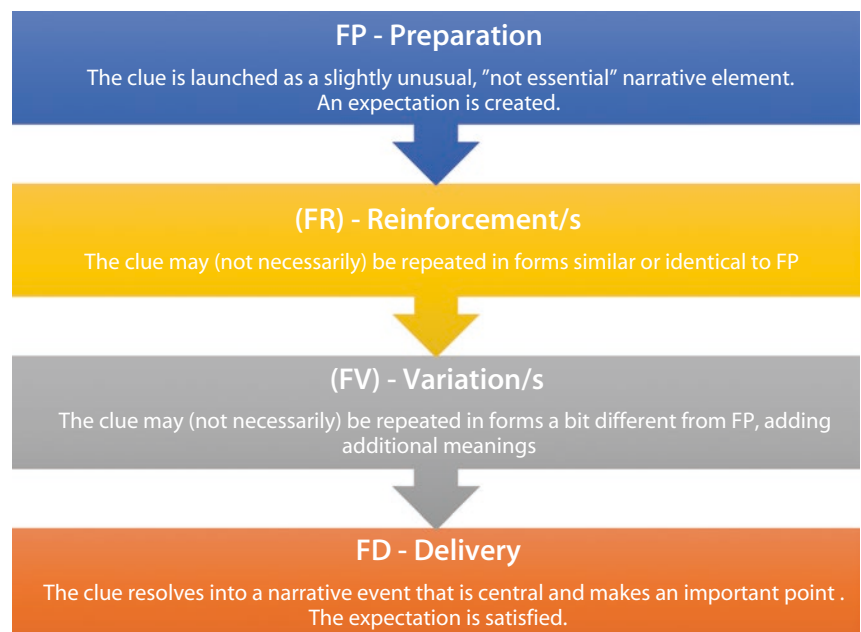 FP - Preparation
The clue is launched as a slightly unusual, ”not essential” narrative element.
An expectation is created.
(FR) - Reinforcement/s
The clue may (not necessarily) be repeated in forms similar or identical to FP
(FV) - Variation/s
The clue may (not necessarily) be repeated in forms a bit different from FP, adding
additional meanings
FD - Delivery
The clue resolves into a narrative event that is central and makes an important point .
The expectation is satisfied.